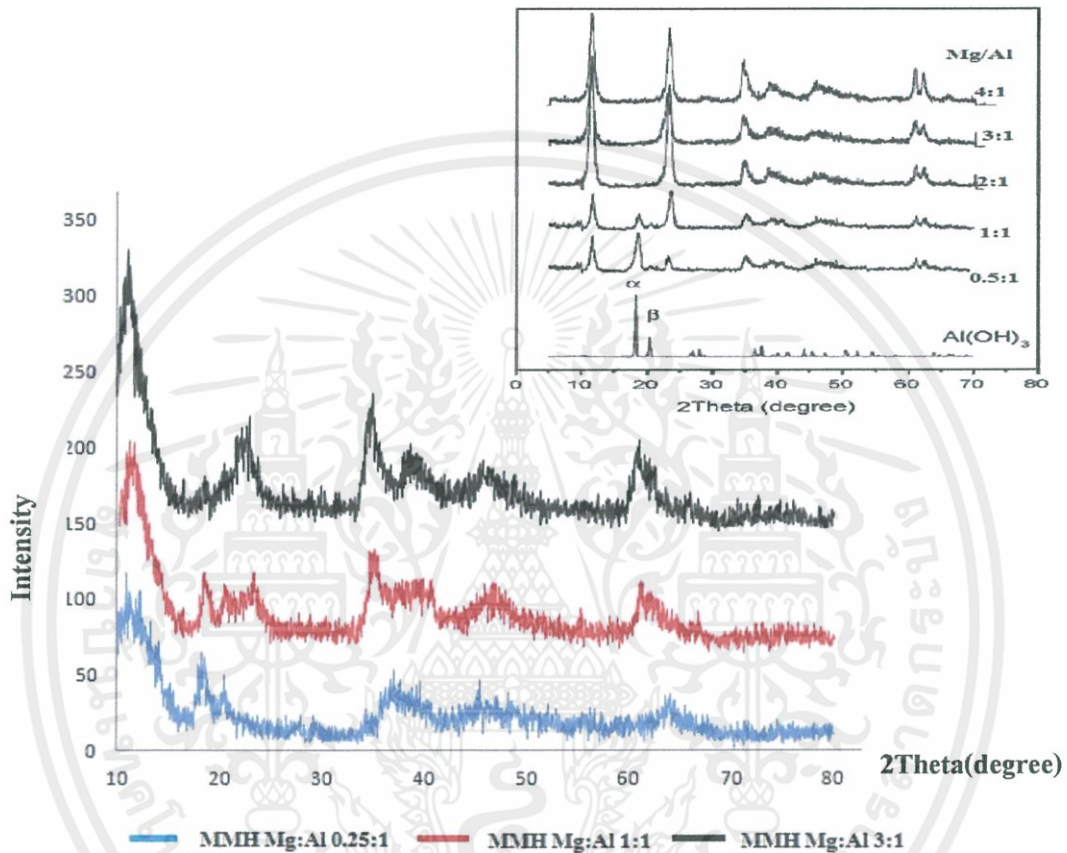 Mg/Al
4:1
3:1
2:1
1:1
0.5:1
α
β
Al(OH)3
0 10 20 30 40 50 60 70 80
2Theta (degree)
350
300
250
200
150
100
50
0
Intensity
10 20 30 40 50 60 70 80
2Theta(degree)
MMH Mg:Al 0.25:1 MMH Mg:Al 1:1 MMH Mg:Al 3:1